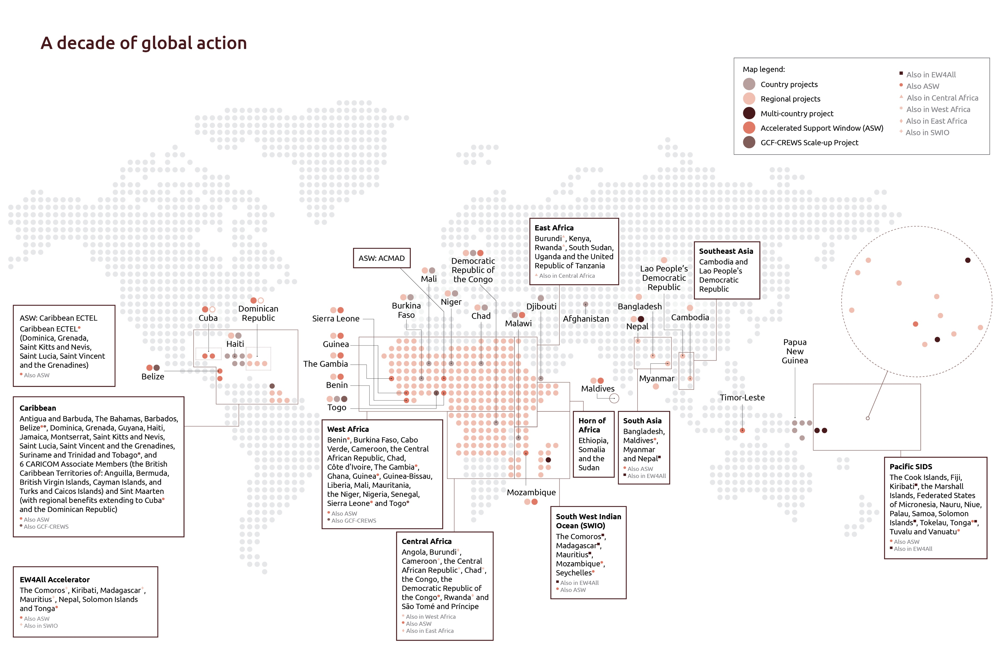 A decade of global action
Map legend:
Country projects
Regional projects
Multi-country project
Accelerated Support Window (ASW)
GCF-CREWS Scale-up Project
■ Also in EW4All
● Also ASW
▲ Also in Central Africa
* Also in West Africa
♦ Also in East Africa
+ Also in SWIO
East Africa
Burundi▲, Kenya,
Rwanda▲, South Sudan,
Uganda and the United
Republic of Tanzania
▲ Also in Central Africa
Southeast Asia
Cambodia and
Lao People's
Democratic
Republic
ASW: ACMAD
Democratic
Republic of
the Congo
Mali
Niger
Burkina
Faso
Chad
Malawi
Djibouti
Afghanistan
Lao People’s
Democratic
Republic
Bangladesh
Nepal
Cambodia
Myanmar
Maldives
Timor-Leste
Papua
New
Guinea
Cuba
Dominican
Republic
Haiti
Belize
Sierra Leone
Guinea
The Gambia
Benin
Togo
Mozambique
ASW: Caribbean ECTEL
Caribbean ECTEL●
(Dominica, Grenada,
Saint Kitts and Nevis,
Saint Lucia, Saint Vincent
and the Grenadines)
● Also ASW
Caribbean
Antigua and Barbuda, The Bahamas, Barbados,
Belize●●, Dominica, Grenada, Guyana, Haiti,
Jamaica, Montserrat, Saint Kitts and Nevis,
Saint Lucia, Saint Vincent and the Grenadines,
Suriname and Trinidad and Tobago●, and
6 CARICOM Associate Members (the British
Caribbean Territories of: Anguilla, Bermuda,
British Virgin Islands, Cayman Islands, and
Turks and Caicos Islands) and Sint Maarten
(with regional benefits extending to Cuba●
and the Dominican Republic)
● Also ASW
● Also GCF-CREWS
EW4All Accelerator
The Comoros+, Kiribati, Madagascar+,
Mauritius+, Nepal, Solomon Islands
and Tonga●
● Also ASW
+ Also in SWIO
West Africa
Benin●, Burkina Faso, Cabo
Verde, Cameroon, the Central
African Republic, Chad,
Côte d'Ivoire, The Gambia●,
Ghana, Guinea●, Guinea-Bissau,
Liberia, Mali, Mauritania,
the Niger, Nigeria, Senegal,
Sierra Leone● and Togo●
● Also ASW
● Also GCF-CREWS
Central Africa
Angola, Burundi♦,
Cameroon*, the Central
African Republic*, Chad*,
the Congo, the
Democratic Republic of
the Congo●, Rwanda♦ and
São Tomé and Príncipe
* Also in West Africa
● Also ASW
♦ Also in East Africa
South West Indian
Ocean (SWIO)
The Comoros■,
Madagascar■,
Mauritius■,
Mozambique●,
Seychelles●
■ Also in EW4All
● Also ASW
Horn of
Africa
Ethiopia,
Somalia
and the
Sudan
South Asia
Bangladesh,
Maldives●,
Myanmar
and Nepal■
● Also ASW
■ Also in EW4All
Pacific SIDS
The Cook Islands, Fiji,
Kiribati■, the Marshall
Islands, Federated States
of Micronesia, Nauru, Niue,
Palau, Samoa, Solomon
Islands■, Tokelau, Tonga●■,
Tuvalu and Vanuatu●
● Also ASW
■ Also in EW4All